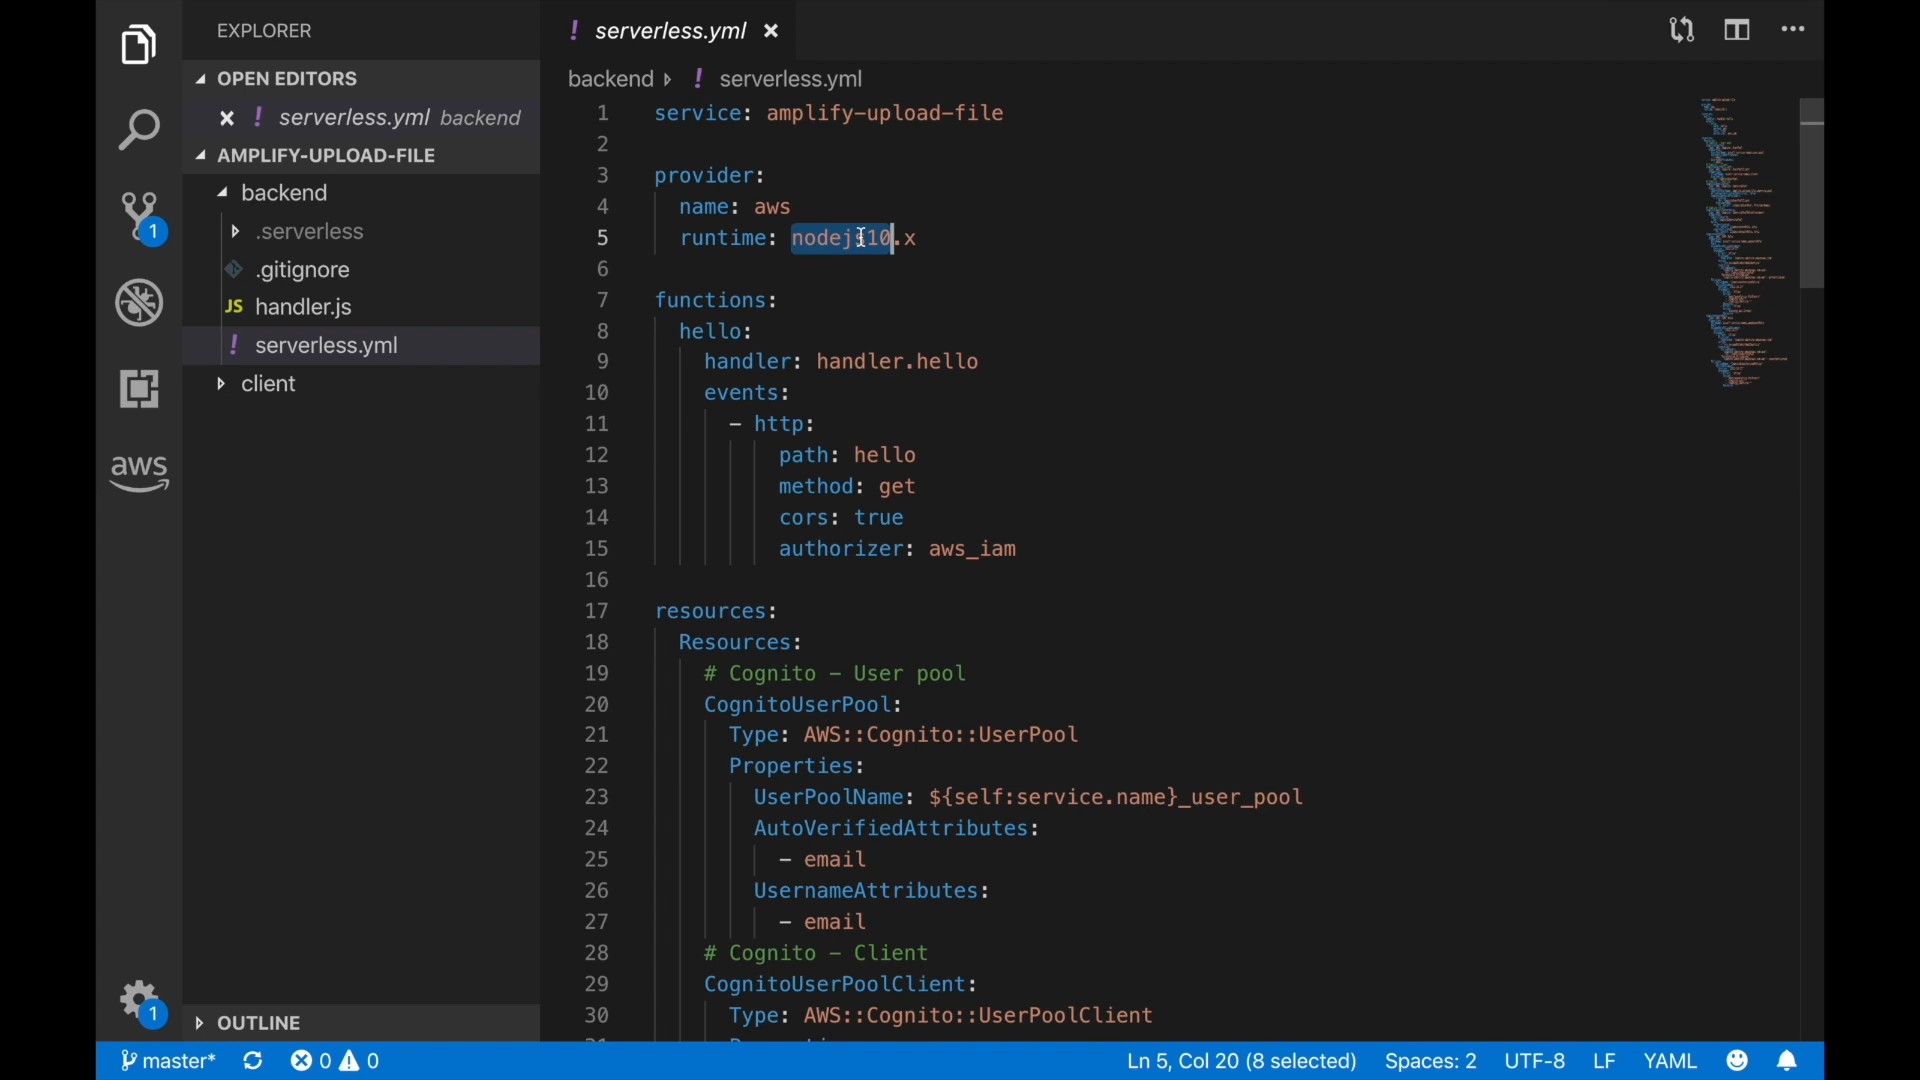 EXPLORER
OPEN EDITORS
! serverless.yml backend
AMPLIFY-UPLOAD-FILE
backend
.serverless
.gitignore
JS handler.js
! serverless.yml
client
OUTLINE
aws
1
1
! serverless.yml
backend ! serverless.yml
1 service: amplify-upload-file
2
3 provider:
4 name: aws
5 runtime: nodejs10.x
6
7 functions:
8 hello:
9 handler: handler.hello
10 events:
11 - http:
12 path: hello
13 method: get
14 cors: true
15 authorizer: aws_iam
16
17 resources:
18 Resources:
19 # Cognito - User pool
20 CognitoUserPool:
21 Type: AWS::Cognito::UserPool
22 Properties:
23 UserPoolName: ${self:service.name}_user_pool
24 AutoVerifiedAttributes:
25 - email
26 UsernameAttributes:
27 - email
28 # Cognito - Client
29 CognitoUserPoolClient:
30 Type: AWS::Cognito::UserPoolClient
master* 0 0 Ln 5, Col 20 (8 selected) Spaces: 2 UTF-8 LF YAML